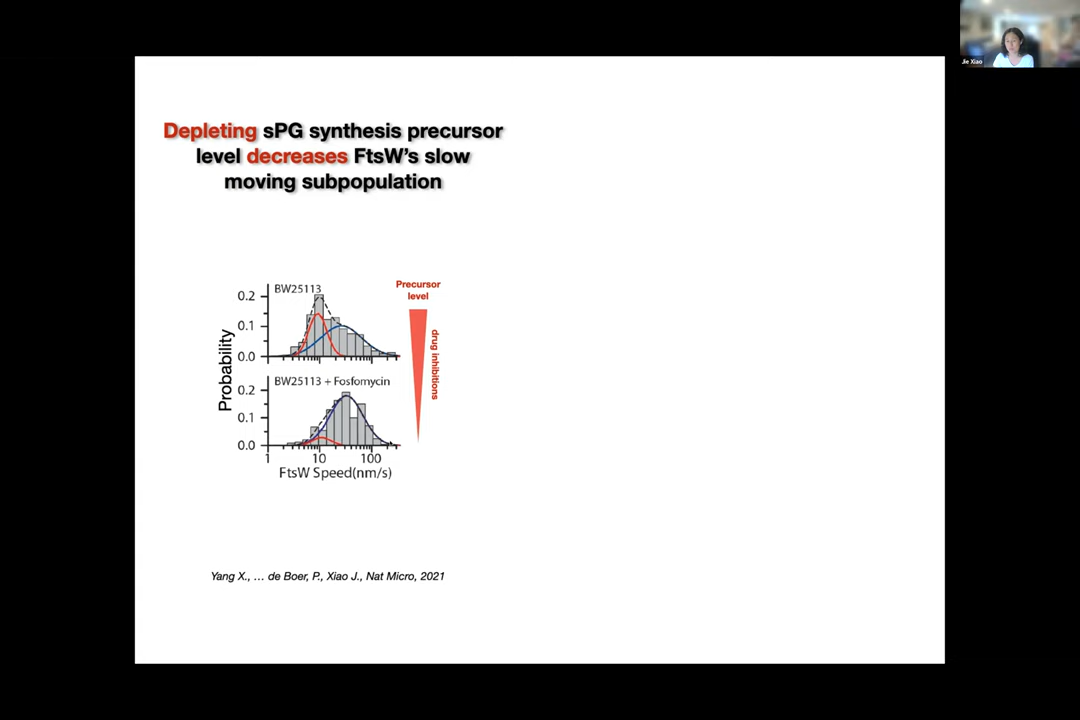 Jie Xiao
Depleting sPG synthesis precursor
level decreases FtsW's slow
moving subpopulation
Precursor
level
drug inhibitions
BW25113
0.2
0.1
0.0
Probability
BW25113 + Fosfomycin
0.2
0.1
0.0
1 10 100
FtsW Speed(nm/s)
Yang X., ... de Boer, P., Xiao J., Nat Micro, 2021